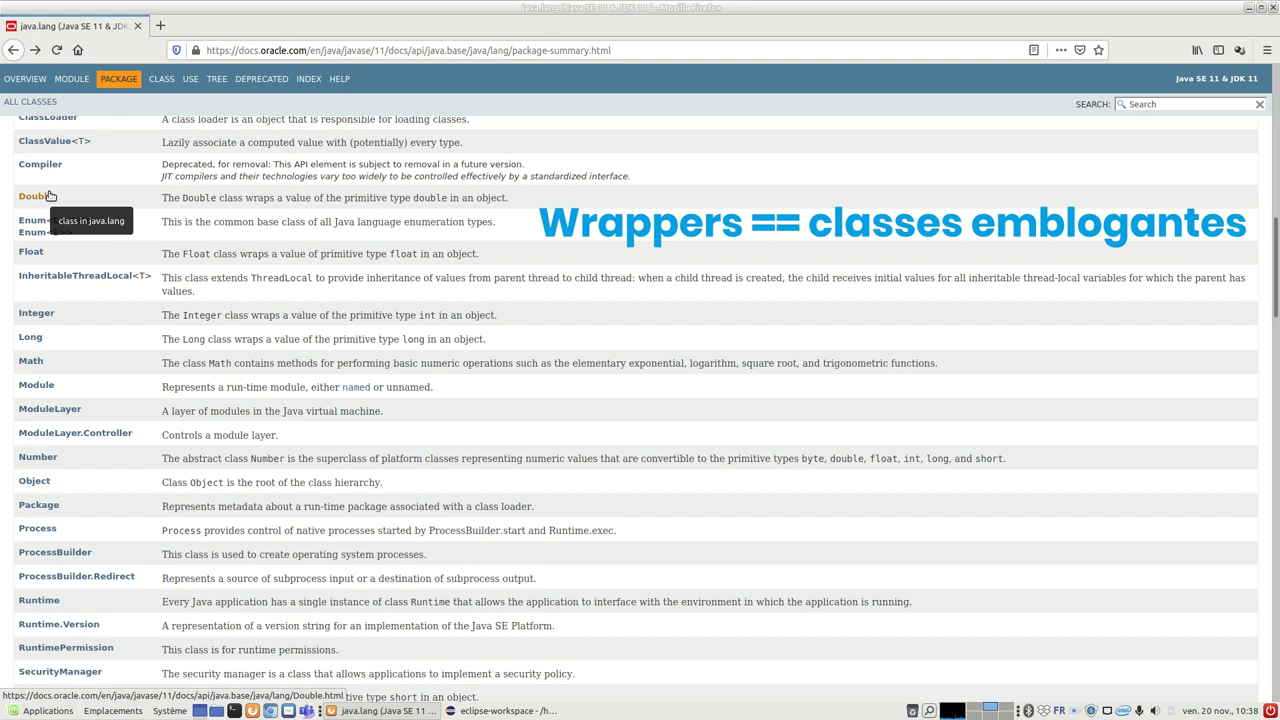 java.lang (Java SE 11 & JDK 11 ) - Mozilla Firefox
java.lang (Java SE 11 & JDK
https://docs.oracle.com/en/java/javase/11/docs/api/java.base/java/lang/package-summary.html
OVERVIEW MODULE PACKAGE CLASS USE TREE DEPRECATED INDEX HELP Java SE 11 & JDK 11
ALL CLASSES SEARCH: Search
ClassLoader A class loader is an object that is responsible for loading classes.
ClassValue<T> Lazily associate a computed value with (potentially) every type.
Compiler Deprecated, for removal: This API element is subject to removal in a future version.
JIT compilers and their technologies vary too widely to be controlled effectively by a standardized interface.
Double The Double class wraps a value of the primitive type double in an object.
Enum< This is the common base class of all Java language enumeration types.
class in java.lang
Wrappers == classes emblogantes
Enum<E>>
Float The Float class wraps a value of primitive type float in an object.
InheritableThreadLocal<T> This class extends ThreadLocal to provide inheritance of values from parent thread to child thread: when a child thread is created, the child receives initial values for all inheritable thread-local variables for which the parent has
values.
Integer The Integer class wraps a value of the primitive type int in an object.
Long The Long class wraps a value of the primitive type long in an object.
Math The class Math contains methods for performing basic numeric operations such as the elementary exponential, logarithm, square root, and trigonometric functions.
Module Represents a run-time module, either named or unnamed.
ModuleLayer A layer of modules in the Java virtual machine.
ModuleLayer.Controller Controls a module layer.
Number The abstract class Number is the superclass of platform classes representing numeric values that are convertible to the primitive types byte, double, float, int, long, and short.
Object Class Object is the root of the class hierarchy.
Package Represents metadata about a run-time package associated with a class loader.
Process Process provides control of native processes started by ProcessBuilder.start and Runtime.exec.
ProcessBuilder This class is used to create operating system processes.
ProcessBuilder.Redirect Represents a source of subprocess input or a destination of subprocess output.
Runtime Every Java application has a single instance of class Runtime that allows the application to interface with the environment in which the application is running.
Runtime.Version A representation of a version string for an implementation of the Java SE Platform.
RuntimePermission This class is for runtime permissions.
SecurityManager The security manager is a class that allows applications to implement a security policy.
https://docs.oracle.com/en/java/javase/11/docs/api/java.base/java/lang/Double.html tive type short in an object.
Applications Emplacements Système java.lang (Java SE 11 ... eclipse-workspace - /h... FR ven. 20 nov., 10:38